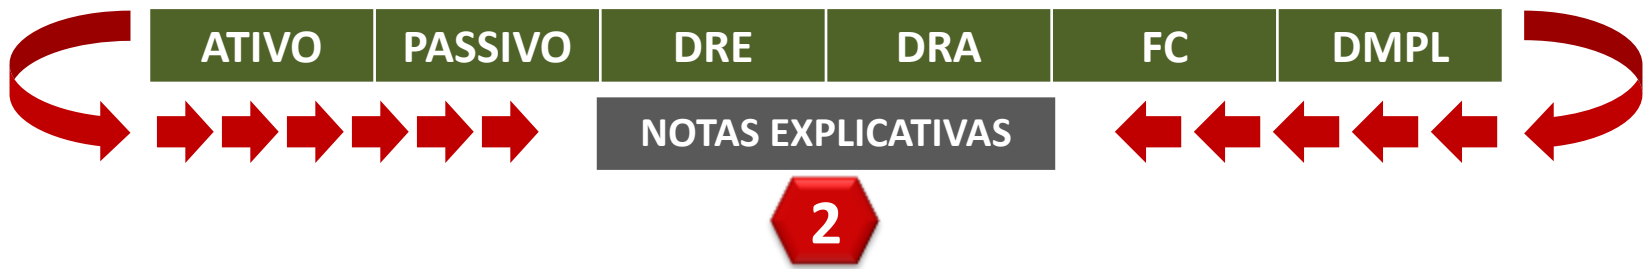 ATIVO PASSIVO DRE DRA FC DMPL
NOTAS EXPLICATIVAS
2